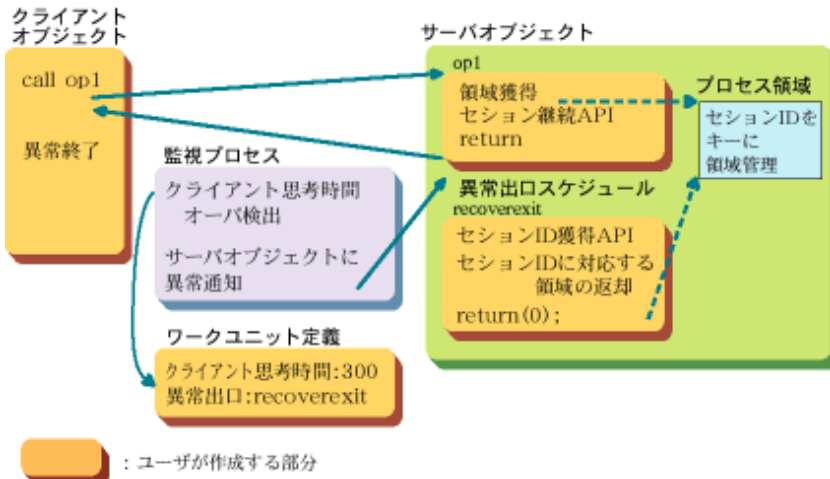 クライアント
オブジェクト
call op1
異常終了
監視プロセス
クライアント思考時間
オーバ検出
サーバオブジェクトに
異常通知
ワークユニット定義
クライアント思考時間:300
異常出口:recoverexit
サーバオブジェクト
op1
領域獲得
セション継続API
return
プロセス領域
セションIDを
キーに
領域管理
異常出口スケジュール
recoverexit
セションID獲得API
セションIDに対応する
領域の返却
return(0);
：ユーザが作成する部分